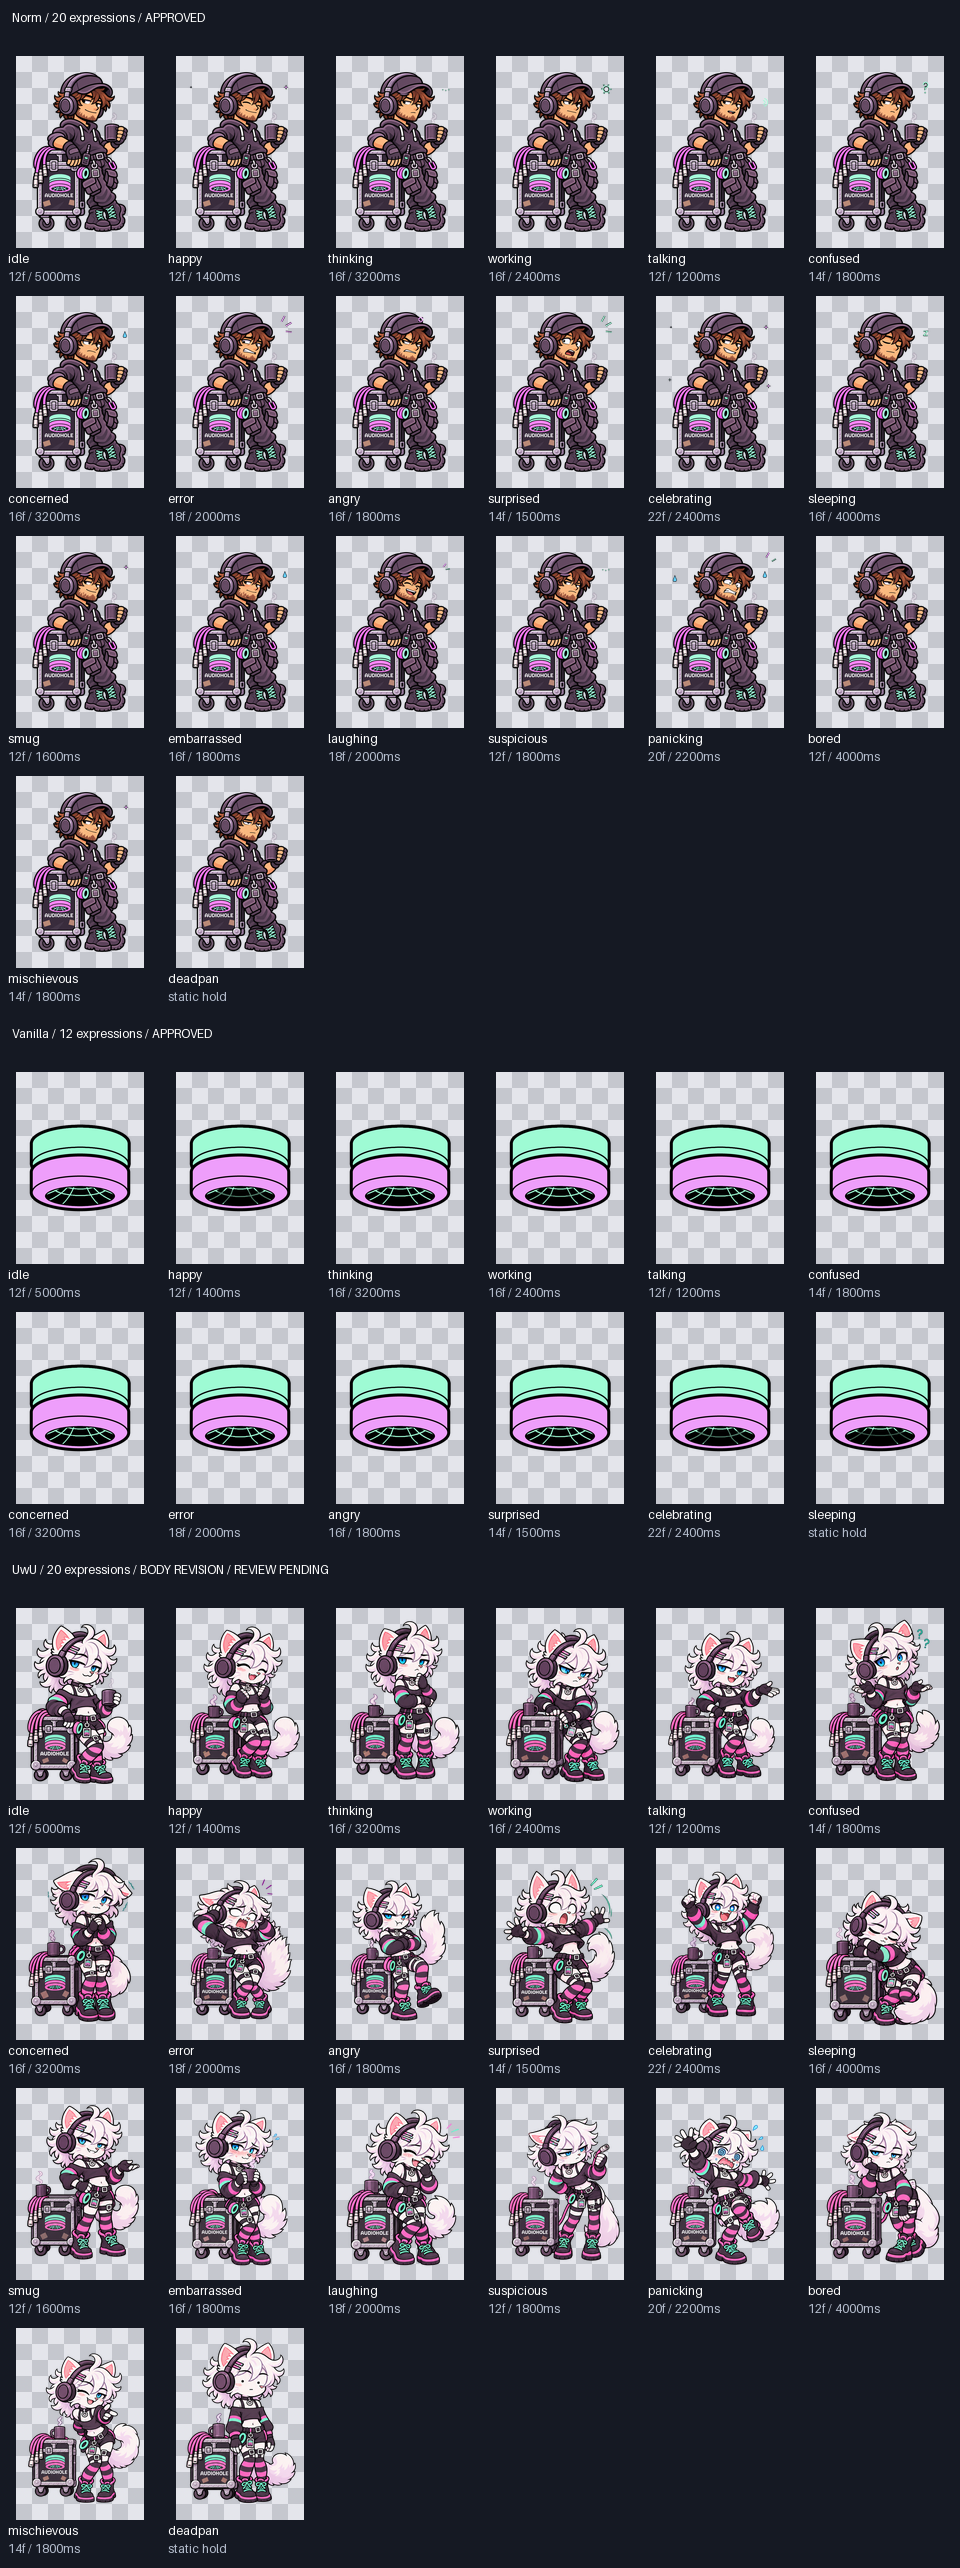 Norm / 20 expressions / APPROVED
idle happy thinking working talking confused
12f / 5000ms 12f / 1400ms 16f / 3200ms 16f / 2400ms 12f / 1200ms 14f / 1800ms
concerned error angry surprised celebrating sleeping
16f / 3200ms 18f / 2000ms 16f / 1800ms 14f / 1500ms 22f / 2400ms 16f / 4000ms
smug embarrassed laughing suspicious panicking bored
12f / 1600ms 16f / 1800ms 18f / 2000ms 12f / 1800ms 20f / 2200ms 12f / 4000ms
mischievous deadpan
14f / 1800ms static hold
Vanilla / 12 expressions / APPROVED
idle happy thinking working talking confused
12f / 5000ms 12f / 1400ms 16f / 3200ms 16f / 2400ms 12f / 1200ms 14f / 1800ms
concerned error angry surprised celebrating sleeping
16f / 3200ms 18f / 2000ms 16f / 1800ms 14f / 1500ms 22f / 2400ms static hold
UwU / 20 expressions / BODY REVISION / REVIEW PENDING
idle happy thinking working talking confused
12f / 5000ms 12f / 1400ms 16f / 3200ms 16f / 2400ms 12f / 1200ms 14f / 1800ms
concerned error angry surprised celebrating sleeping
16f / 3200ms 18f / 2000ms 16f / 1800ms 14f / 1500ms 22f / 2400ms 16f / 4000ms
smug embarrassed laughing suspicious panicking bored
12f / 1600ms 16f / 1800ms 18f / 2000ms 12f / 1800ms 20f / 2200ms 12f / 4000ms
mischievous deadpan
14f / 1800ms static hold